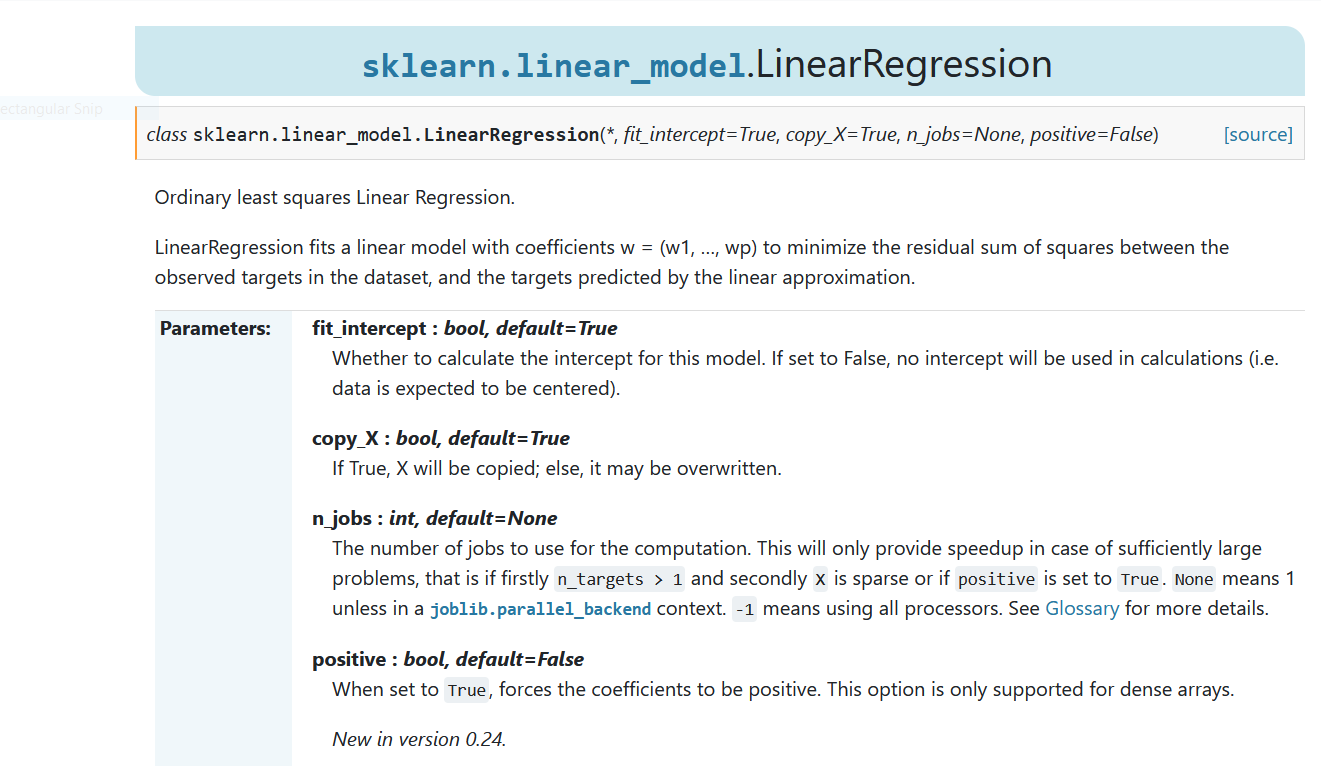 sklearn.linear_model.LinearRegression
ectangular Snip
class sklearn.linear_model.LinearRegression(*, fit_intercept=True, copy_X=True, n_jobs=None, positive=False) [source]
Ordinary least squares Linear Regression.
LinearRegression fits a linear model with coefficients w = (w1, …, wp) to minimize the residual sum of squares between the
observed targets in the dataset, and the targets predicted by the linear approximation.
Parameters: fit_intercept : bool, default=True
Whether to calculate the intercept for this model. If set to False, no intercept will be used in calculations (i.e.
data is expected to be centered).
copy_X : bool, default=True
If True, X will be copied; else, it may be overwritten.
n_jobs : int, default=None
The number of jobs to use for the computation. This will only provide speedup in case of sufficiently large
problems, that is if firstly n_targets > 1 and secondly X is sparse or if positive is set to True. None means 1
unless in a joblib.parallel_backend context. -1 means using all processors. See Glossary for more details.
positive : bool, default=False
When set to True, forces the coefficients to be positive. This option is only supported for dense arrays.
New in version 0.24.